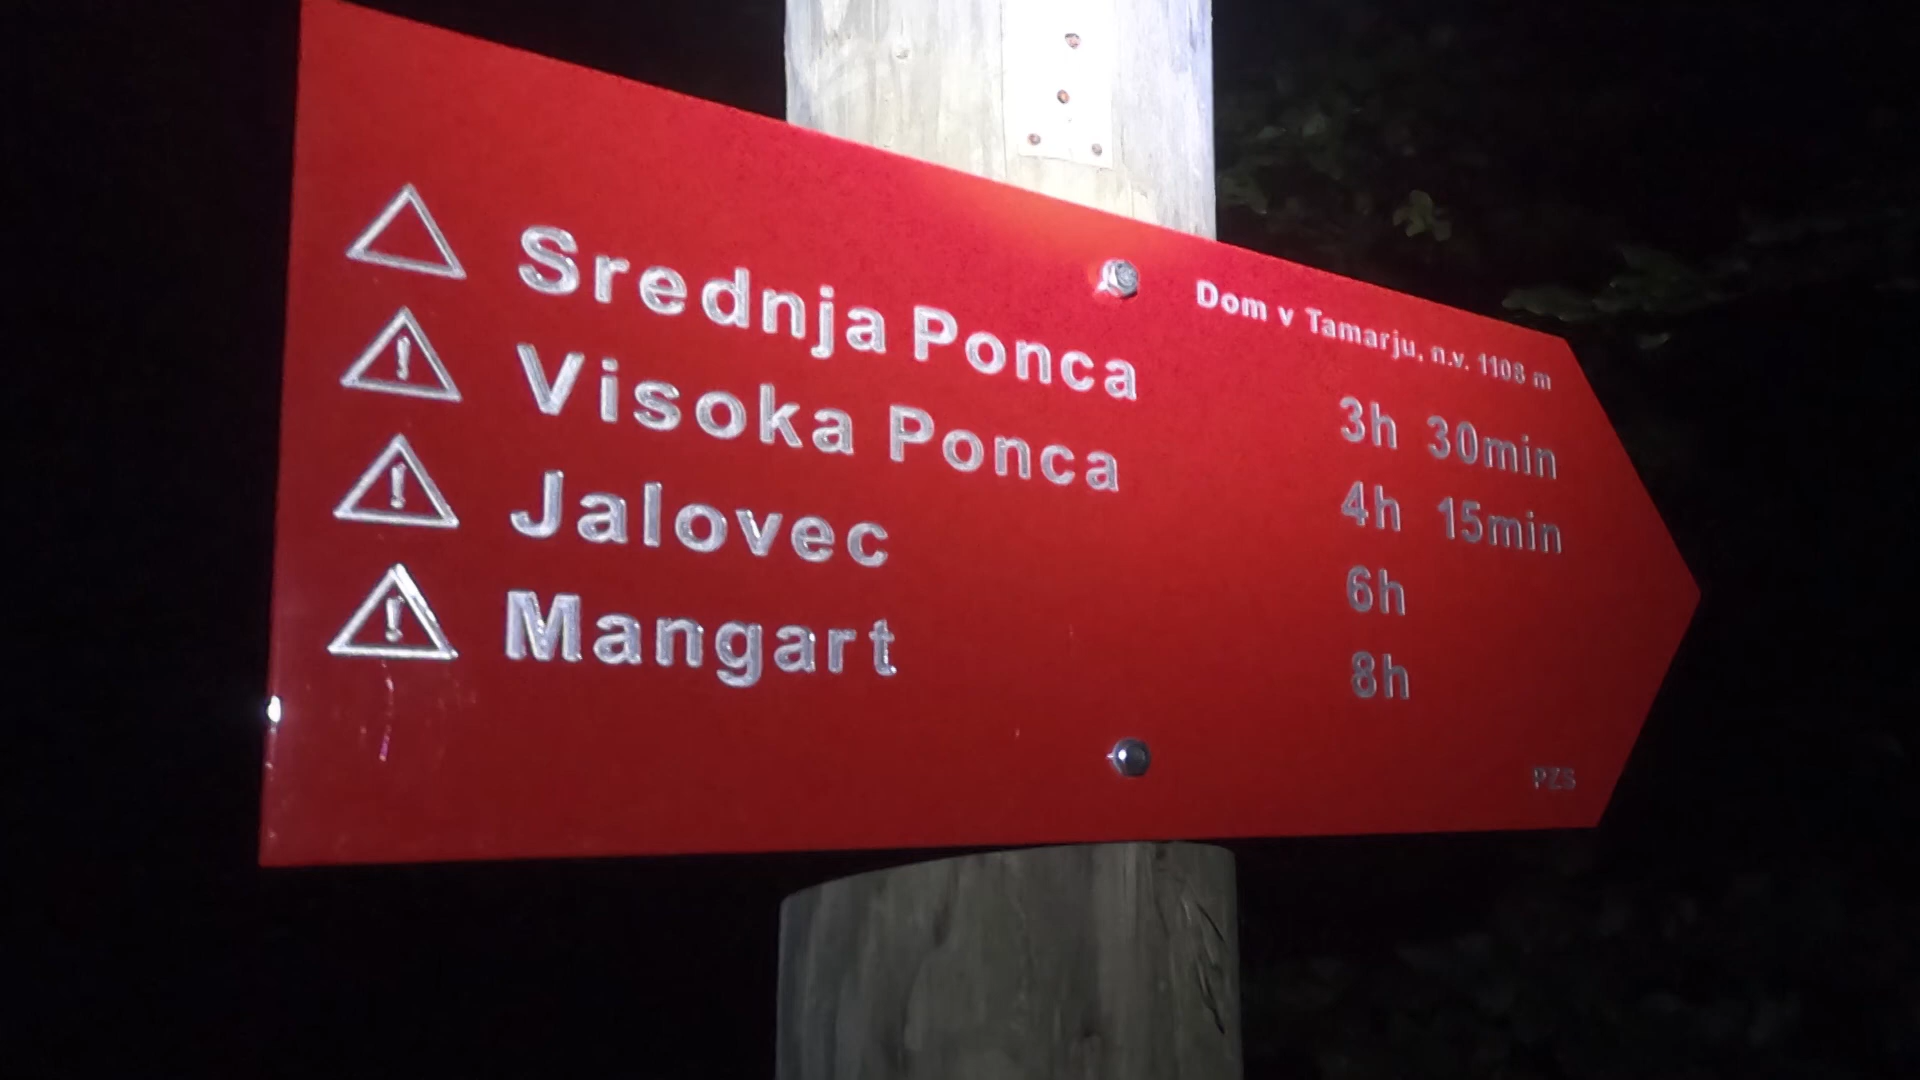 Dom v Tamarju, n.v. 1108 m
Srednja Ponca 3h 30min
Visoka Ponca 4h 15min
Jalovec 6h
Mangart 8h
PZS